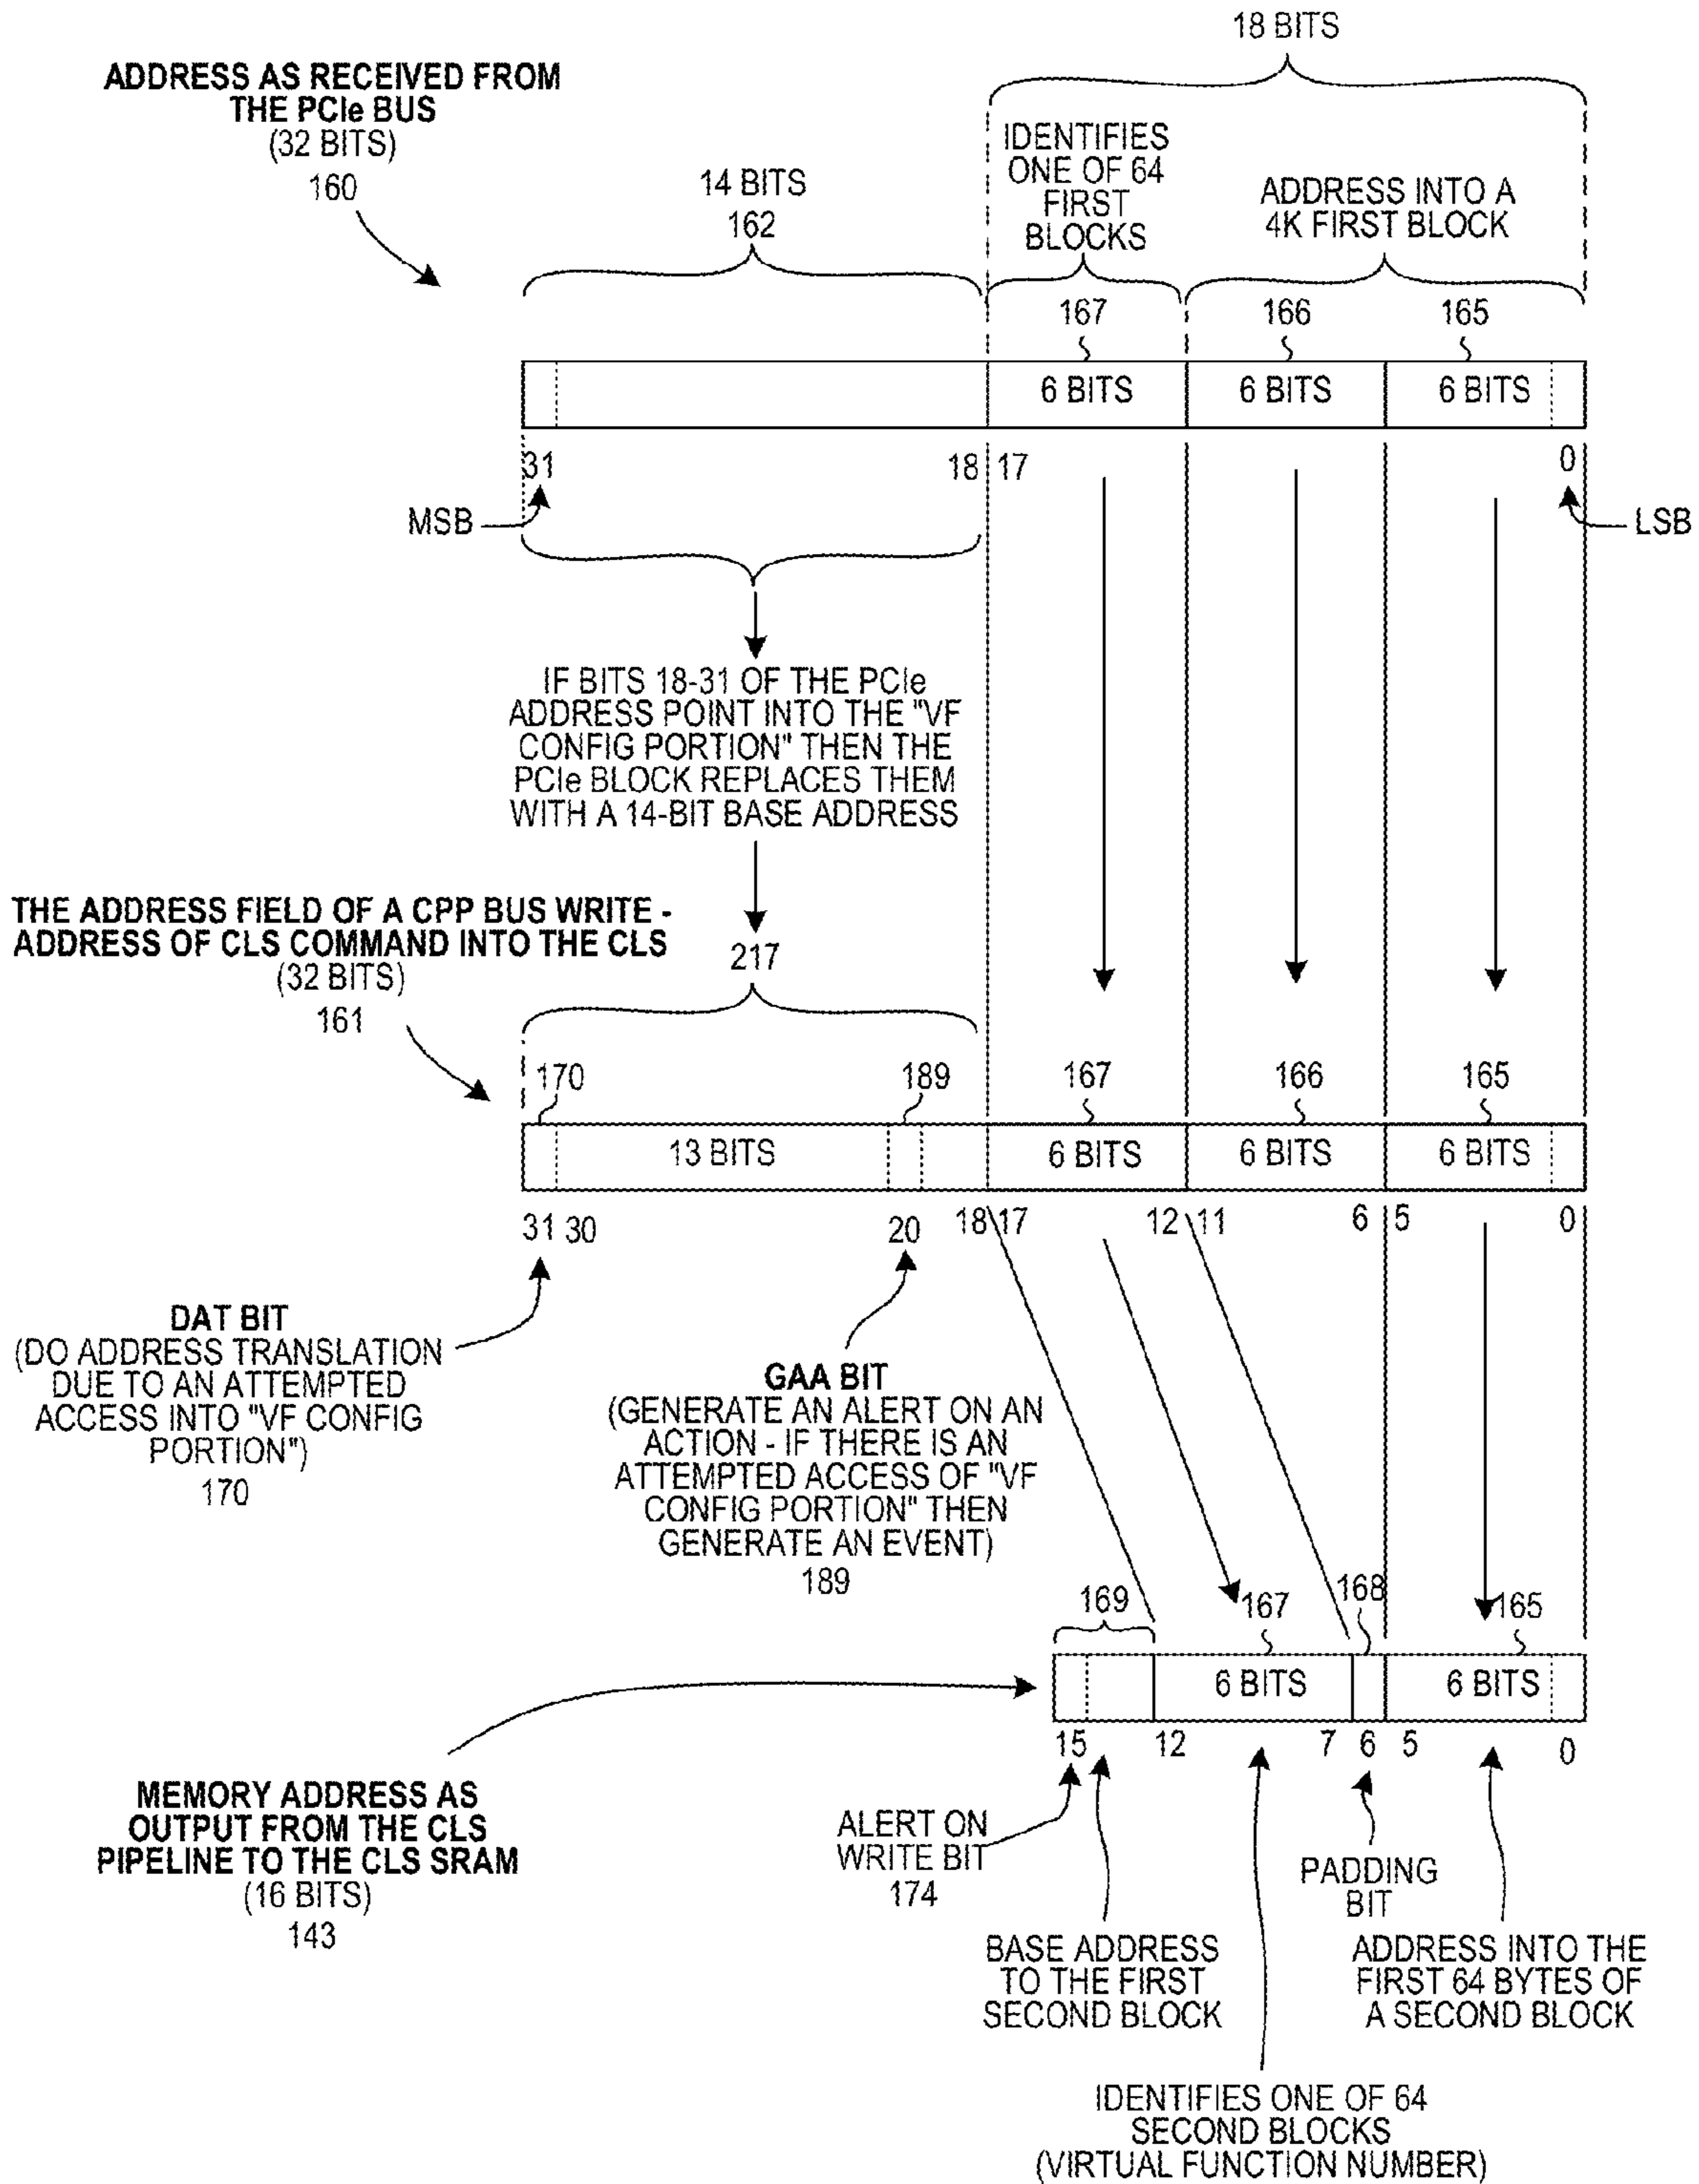 18 BITS
ADDRESS AS RECEIVED FROM
THE PCIe BUS
(32 BITS)
160
14 BITS
162
IDENTIFIES
ONE OF 64
FIRST
BLOCKS
ADDRESS INTO A
4K FIRST BLOCK
167
166
165
6 BITS
6 BITS
6 BITS
31
18
17
0
MSB
LSB
IF BITS 18-31 OF THE PCIe
ADDRESS POINT INTO THE "VF
CONFIG PORTION" THEN THE
PCIe BLOCK REPLACES THEM
WITH A 14-BIT BASE ADDRESS
THE ADDRESS FIELD OF A CPP BUS WRITE -
ADDRESS OF CLS COMMAND INTO THE CLS
(32 BITS)
161
217
170
189
167
166
165
13 BITS
6 BITS
6 BITS
6 BITS
31
30
20
18
17
12
11
6
5
0
DAT BIT
(DO ADDRESS TRANSLATION
DUE TO AN ATTEMPTED
ACCESS INTO "VF CONFIG
PORTION")
170
GAA BIT
(GENERATE AN ALERT ON AN
ACTION - IF THERE IS AN
ATTEMPTED ACCESS OF "VF
CONFIG PORTION" THEN
GENERATE AN EVENT)
189
169
167
168
165
6 BITS
6 BITS
15
12
7
6
5
0
MEMORY ADDRESS AS
OUTPUT FROM THE CLS
PIPELINE TO THE CLS SRAM
(16 BITS)
143
ALERT ON
WRITE BIT
174
PADDING
BIT
BASE ADDRESS
TO THE FIRST
SECOND BLOCK
ADDRESS INTO THE
FIRST 64 BYTES OF
A SECOND BLOCK
IDENTIFIES ONE OF 64
SECOND BLOCKS
(VIRTUAL FUNCTION NUMBER)